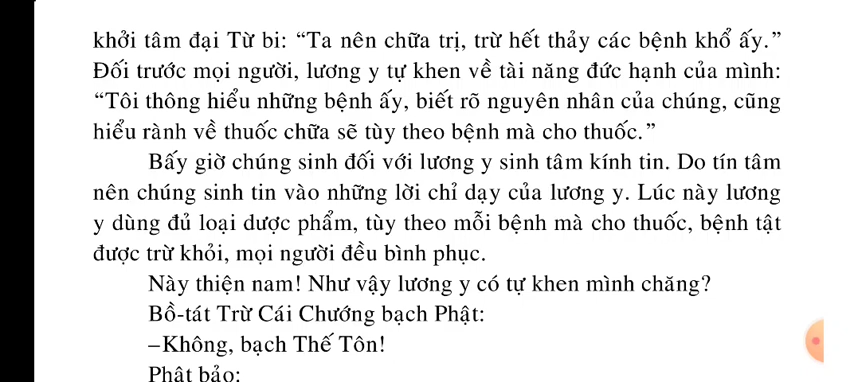 khởi tâm đại Từ bi: “Ta nên chữa trị, trừ hết thảy các bệnh khổ ấy.”
Đối trước mọi người, lương y tự khen về tài năng đức hạnh của mình:
“Tôi thông hiểu những bệnh ấy, biết rõ nguyên nhân của chúng, cũng
hiểu rành về thuốc chữa sẽ tùy theo bệnh mà cho thuốc.”
Bấy giờ chúng sinh đối với lương y sinh tâm kính tin. Do tín tâm
nên chúng sinh tin vào những lời chỉ dạy của lương y. Lúc này lương
y dùng đủ loại dược phẩm, tùy theo mỗi bệnh mà cho thuốc, bệnh tật
được trừ khỏi, mọi người đều bình phục.
Này thiện nam! Như vậy lương y có tự khen mình chăng?
Bồ-tát Trừ Cái Chướng bạch Phật:
–Không, bạch Thế Tôn!
Phật bảo: